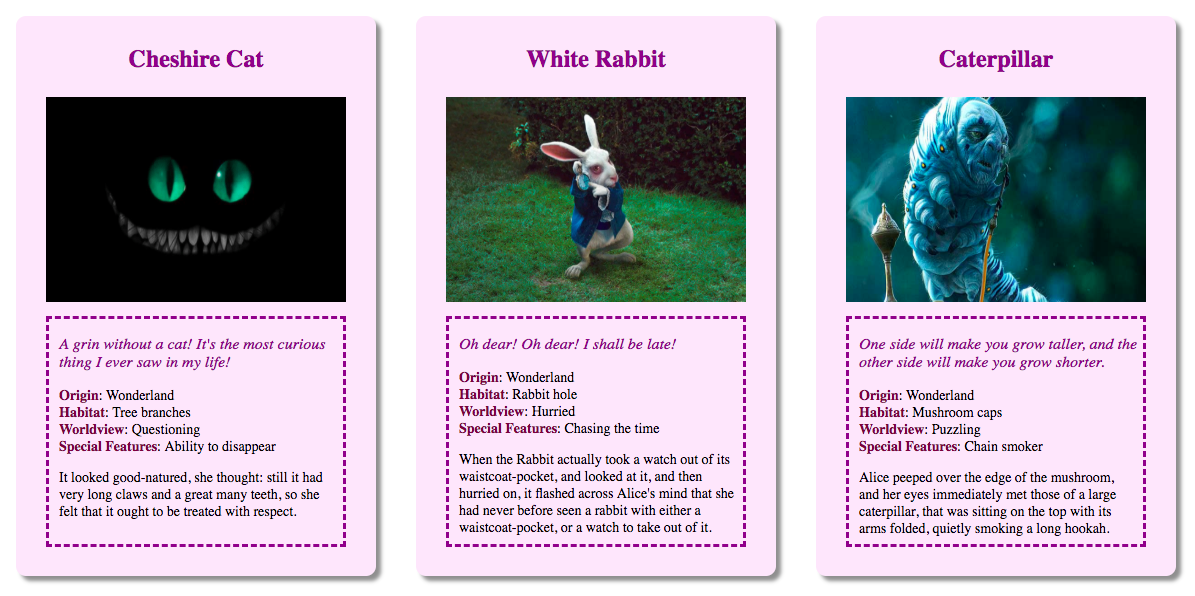 Cheshire Cat
A grin without a cat! It's the most curious
thing I ever saw in my life!
Origin: Wonderland
Habitat: Tree branches
Worldview: Questioning
Special Features: Ability to disappear
It looked good-natured, she thought: still it had
very long claws and a great many teeth, so she
felt that it ought to be treated with respect.
White Rabbit
Oh dear! Oh dear! I shall be late!
Origin: Wonderland
Habitat: Rabbit hole
Worldview: Hurried
Special Features: Chasing the time
When the Rabbit actually took a watch out of its
waistcoat-pocket, and looked at it, and then
hurried on, it flashed across Alice's mind that she
had never before seen a rabbit with either a
waistcoat-pocket, or a watch to take out of it.
Caterpillar
One side will make you grow taller, and the
other side will make you grow shorter.
Origin: Wonderland
Habitat: Mushroom caps
Worldview: Puzzling
Special Features: Chain smoker
Alice peeped over the edge of the mushroom,
and her eyes immediately met those of a large
caterpillar, that was sitting on the top with its
arms folded, quietly smoking a long hookah.